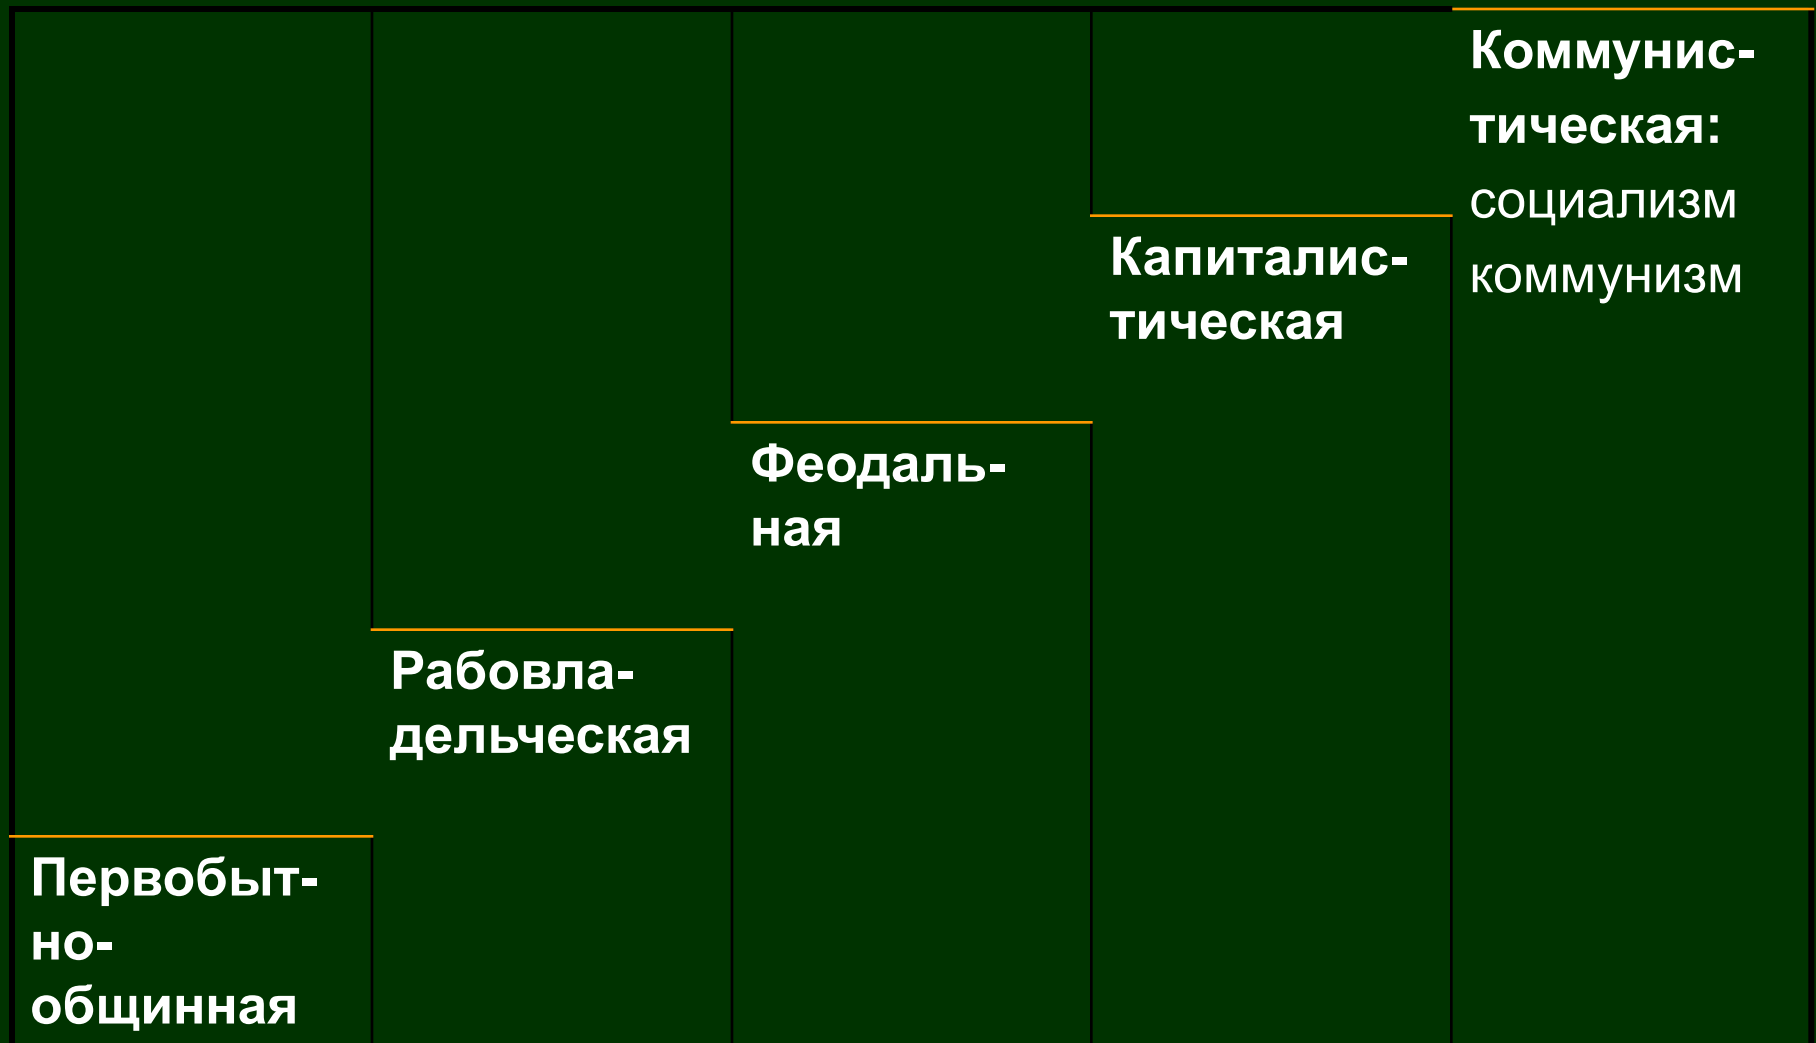 Коммунис-
тическая:
социализм
коммунизм
Капиталис-
тическая
Феодаль-
ная
Рабовла-
дельческая
Первобыт-
но-
общинная